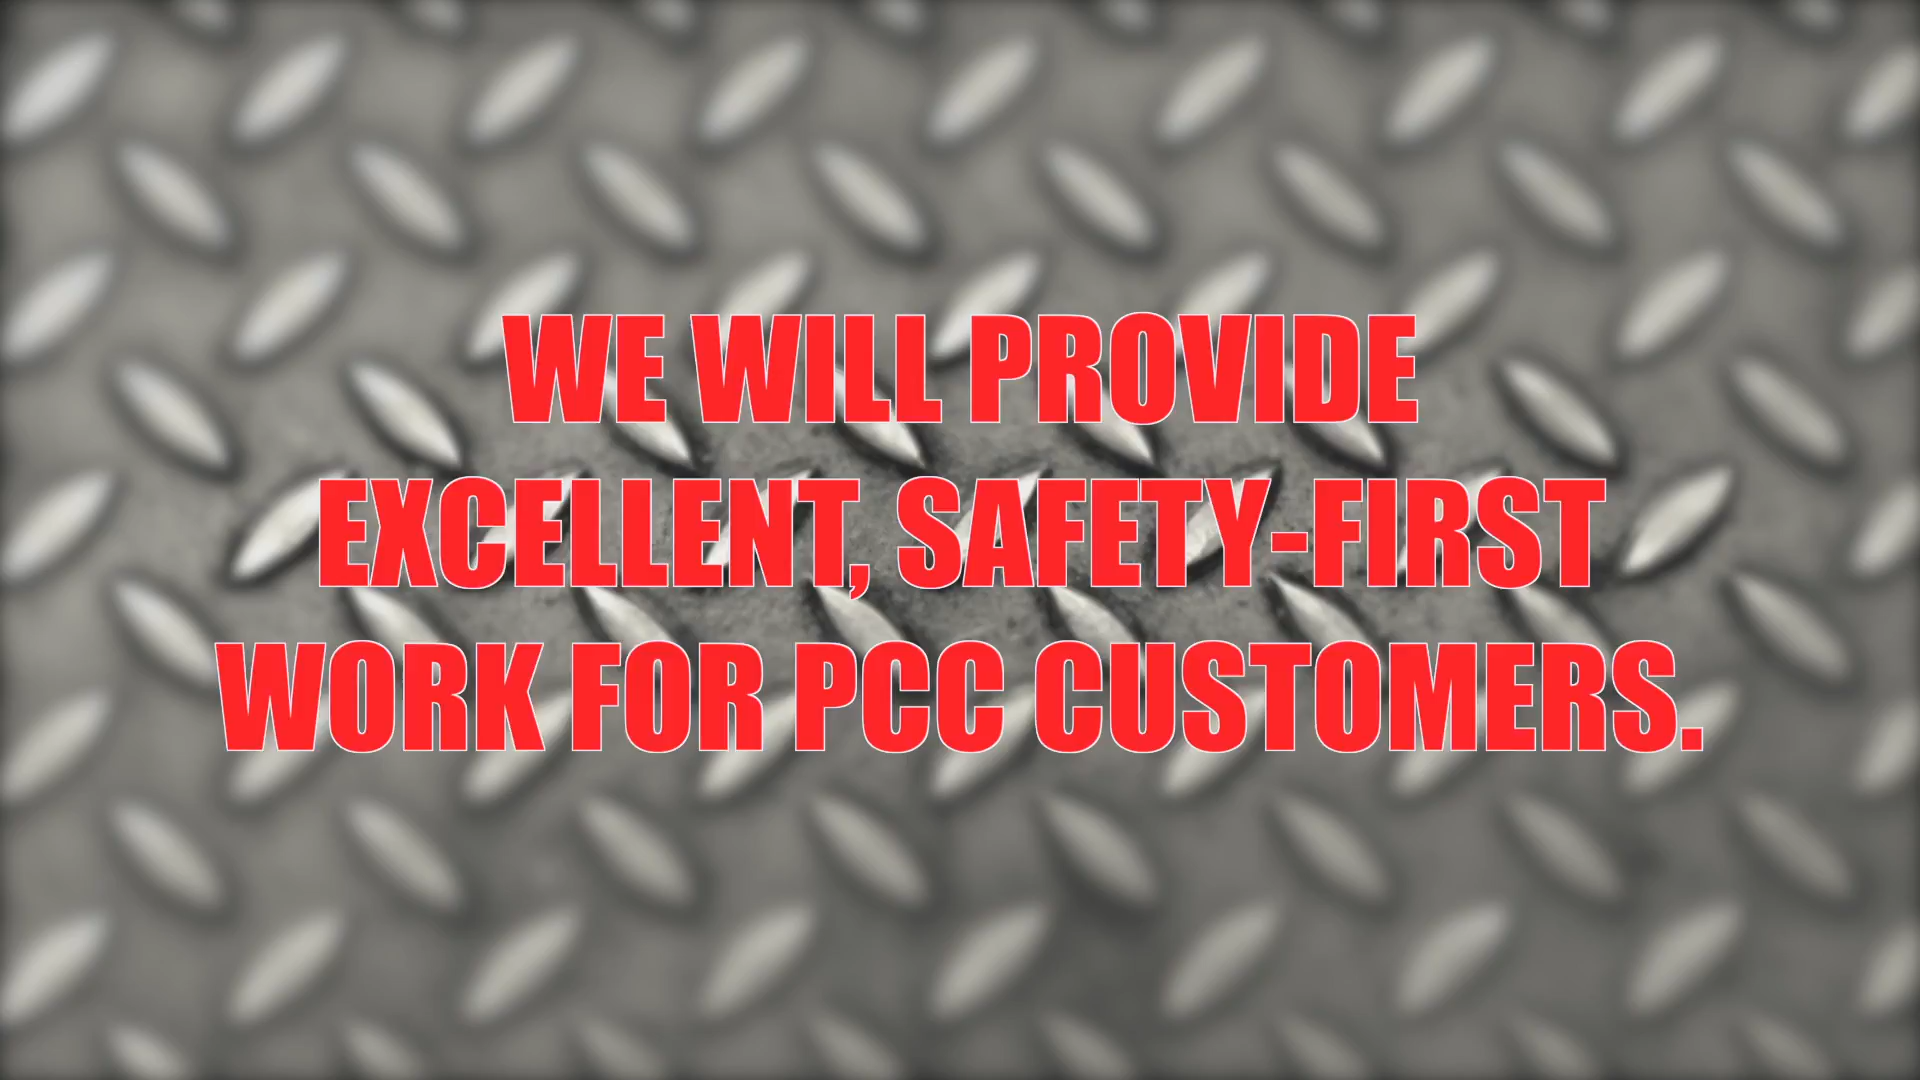 WE WILL PROVIDE
EXCELLENT, SAFETY-FIRST
WORK FOR PCC CUSTOMERS.